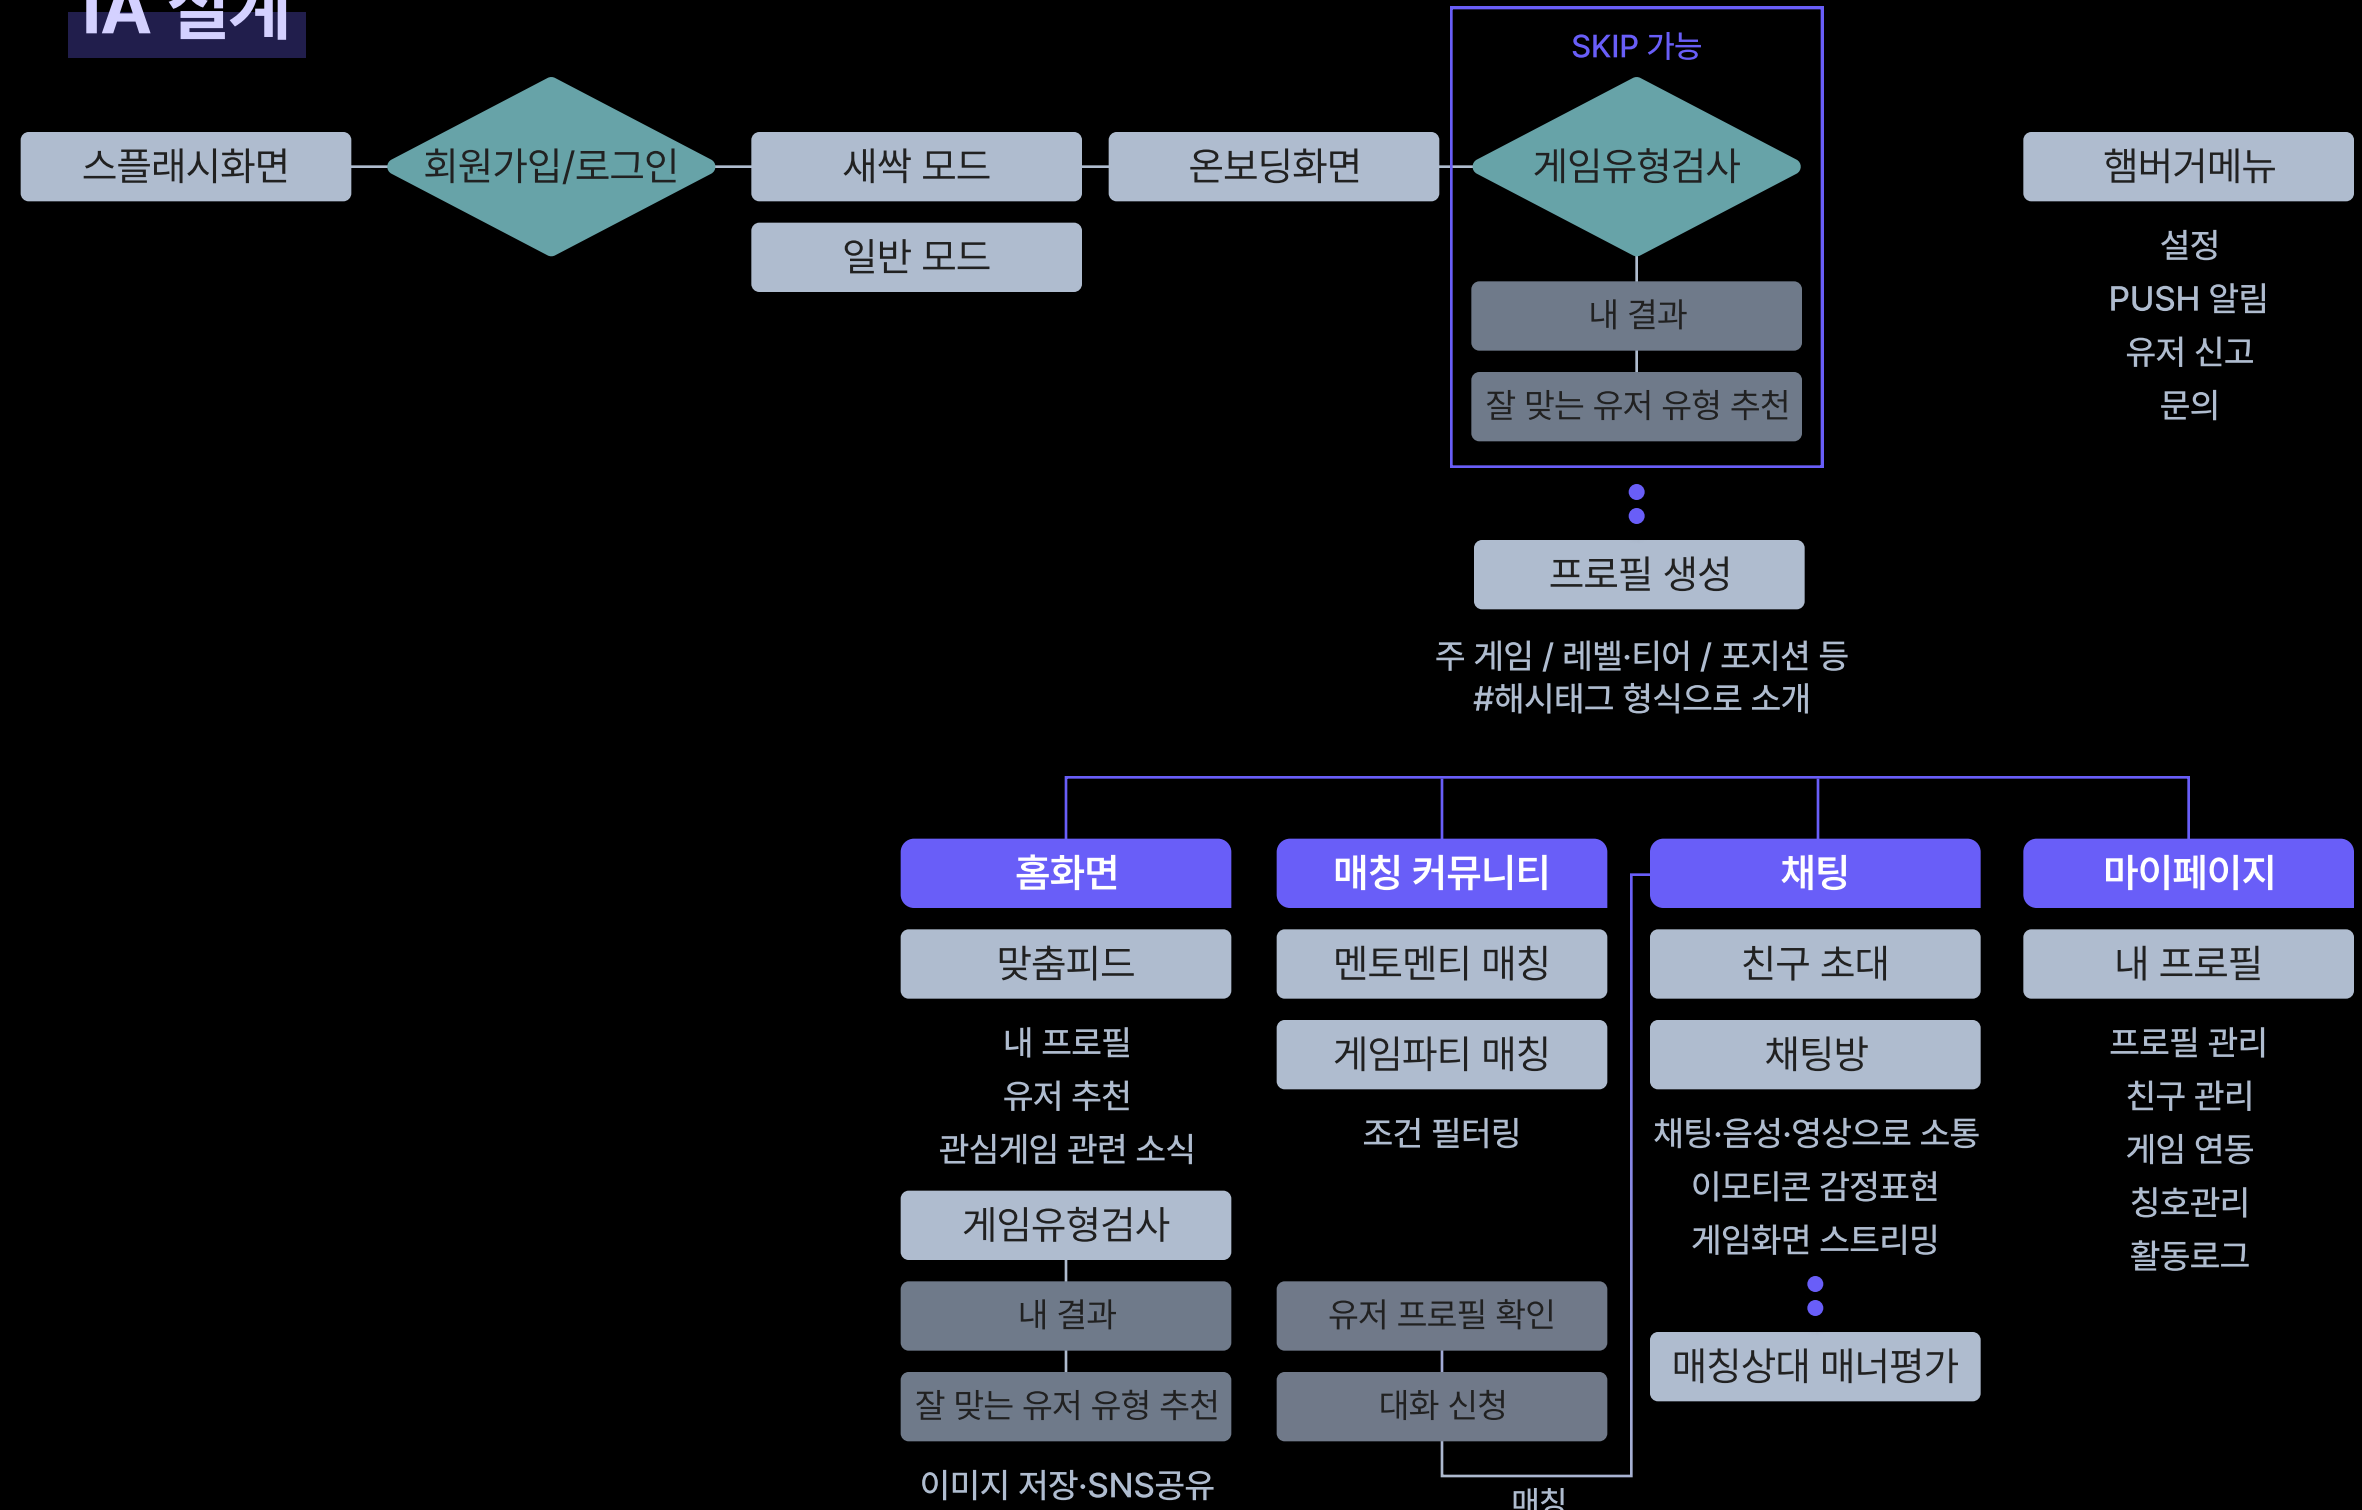 IA 설계
SKIP 가능
스플래시화면
회원가입/로그인
새싹 모드
온보딩화면
게임유형검사
햄버거메뉴
일반 모드
설정
PUSH 알림
유저 신고
문의
내 결과
잘 맞는 유저 유형 추천
프로필 생성
주 게임 / 레벨·티어 / 포지션 등
#해시태그 형식으로 소개
홈화면
맞춤피드
내 프로필
유저 추천
관심게임 관련 소식
게임유형검사
내 결과
잘 맞는 유저 유형 추천
이미지 저장·SNS공유
매칭 커뮤니티
멘토멘티 매칭
게임파티 매칭
조건 필터링
유저 프로필 확인
대화 신청
매칭
채팅
친구 초대
채팅방
채팅·음성·영상으로 소통
이모티콘 감정표현
게임화면 스트리밍
매칭상대 매너평가
마이페이지
내 프로필
프로필 관리
친구 관리
게임 연동
칭호관리
활동로그